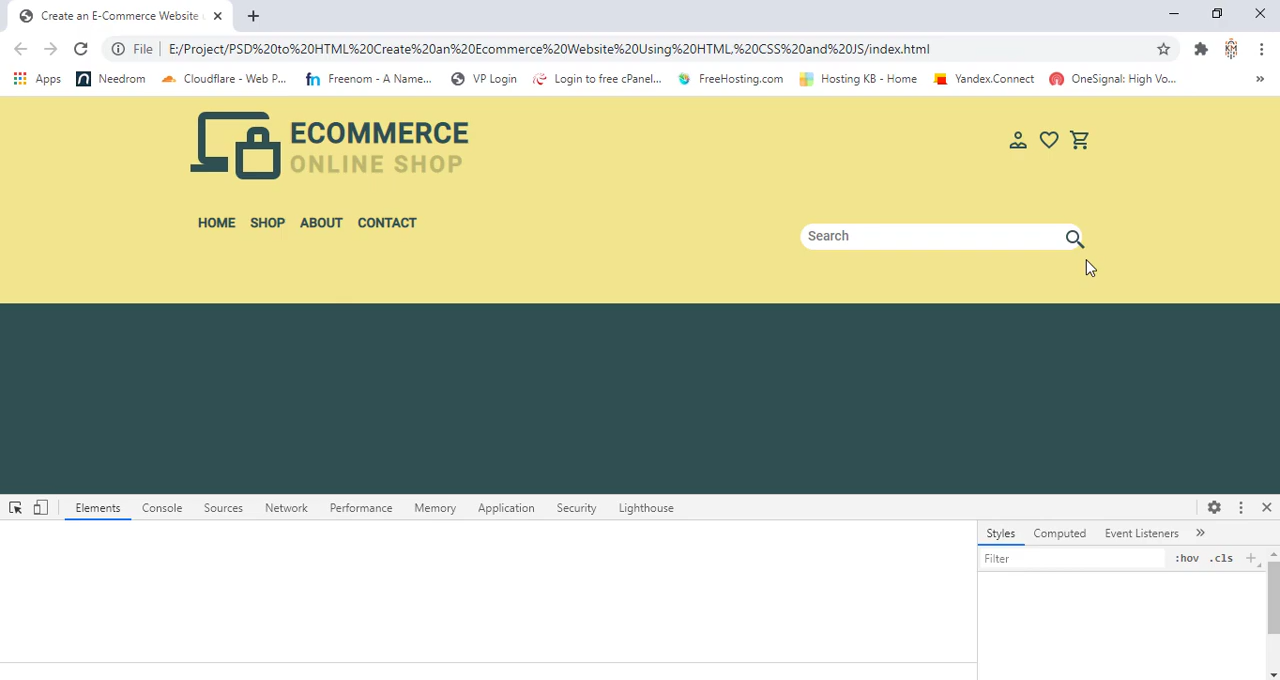 Create an E-Commerce Website
File
E:/Project/PSD%20to%20HTML%20Create%20an%20Ecommerce%20Website%20Using%20HTML,%20CSS%20and%20JS/index.html
Apps
Needrom
Cloudflare - Web P...
fn
Freenom - A Name...
VP Login
Login to free cPanel...
FreeHosting.com
Hosting KB - Home
Yandex.Connect
OneSignal: High Vo...
»
KM
ECOMMERCE
ONLINE SHOP
HOME
SHOP
ABOUT
CONTACT
Search
Elements
Console
Sources
Network
Performance
Memory
Application
Security
Lighthouse
Styles
Computed
Event Listeners
»
Filter
:hov
.cls
+